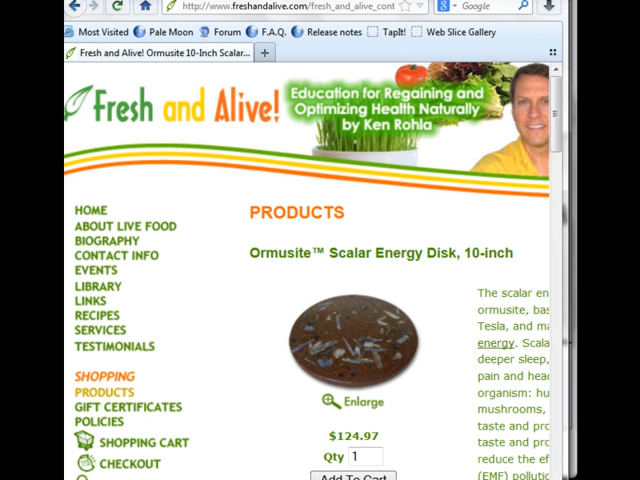 http://www.freshandalive.com/fresh_and_alive_cont
Google
Most Visited Pale Moon Forum F.A.Q. Release notes TapIt! Web Slice Gallery
Fresh and Alive! Ormusite 10-Inch Scalar...
Fresh and Alive!
Education for Regaining and
Optimizing Health Naturally
by Ken Rohla
HOME
ABOUT LIVE FOOD
BIOGRAPHY
CONTACT INFO
EVENTS
LIBRARY
LINKS
RECIPES
SERVICES
TESTIMONIALS
SHOPPING
PRODUCTS
GIFT CERTIFICATES
POLICIES
SHOPPING CART
CHECKOUT
PRODUCTS
Ormusite™ Scalar Energy Disk, 10-inch
Enlarge
$124.97
Qty 1
Add To Cart
The scalar en
ormusite, bas
Tesla, and ma
energy. Scala
deeper sleep,
pain and head
organism: hu
mushrooms,
taste and pro
taste and pro
reduce the ef
(EMF) pollutio